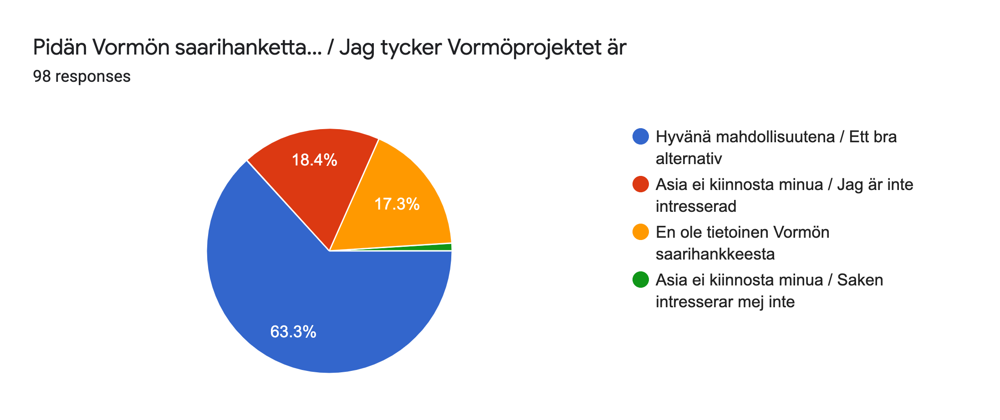 Pidän Vormön saarihanketta... / Jag tycker Vormöprojektet är
98 responses
18.4%
17.3%
63.3%
Hyvänä mahdollisuutena / Ett bra
alternativ
Asia ei kiinnosta minua / Jag är inte
intresserad
En ole tietoinen Vormön
saarihankkeesta
Asia ei kiinnosta minua / Saken
intresserar mej inte